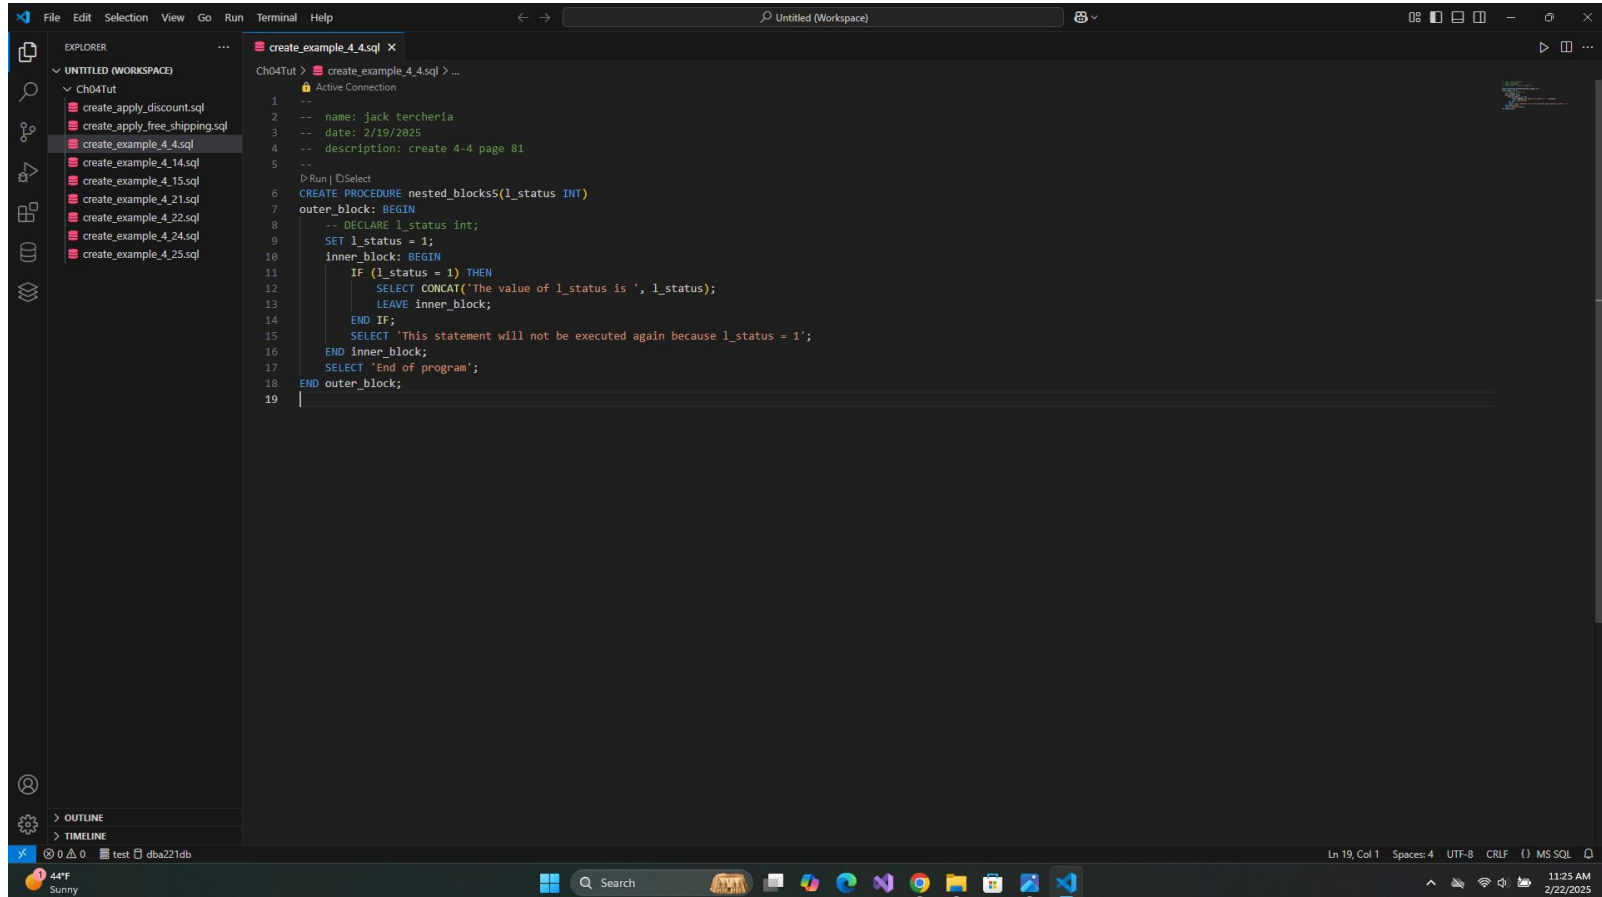 File Edit Selection View Go Run Terminal Help
Untitled (Workspace)
EXPLORER
UNTITLED (WORKSPACE)
Ch04Tut
create_apply_discount.sql
create_apply_free_shipping.sql
create_example_4_4.sql
create_example_4_14.sql
create_example_4_15.sql
create_example_4_21.sql
create_example_4_22.sql
create_example_4_24.sql
create_example_4_25.sql
OUTLINE
TIMELINE
create_example_4_4.sql
Ch04Tut > create_example_4_4.sql > ...
Active Connection
1 --
2 -- name: jack tercheria
3 -- date: 2/19/2025
4 -- description: create 4-4 page 81
5 --
Run | Select
6 CREATE PROCEDURE nested_blocks5(l_status INT)
7 outer_block: BEGIN
8 -- DECLARE l_status int;
9 SET l_status = 1;
10 inner_block: BEGIN
11 IF (l_status = 1) THEN
12 SELECT CONCAT('The value of l_status is ', l_status);
13 LEAVE inner_block;
14 END IF;
15 SELECT 'This statement will not be executed again because l_status = 1';
16 END inner_block;
17 SELECT 'End of program';
18 END outer_block;
19
0 0 test dba221db
Ln 19, Col 1 Spaces: 4 UTF-8 CRLF {} MS SQL
1
44°F
Sunny
Search
11:25 AM
2/22/2025